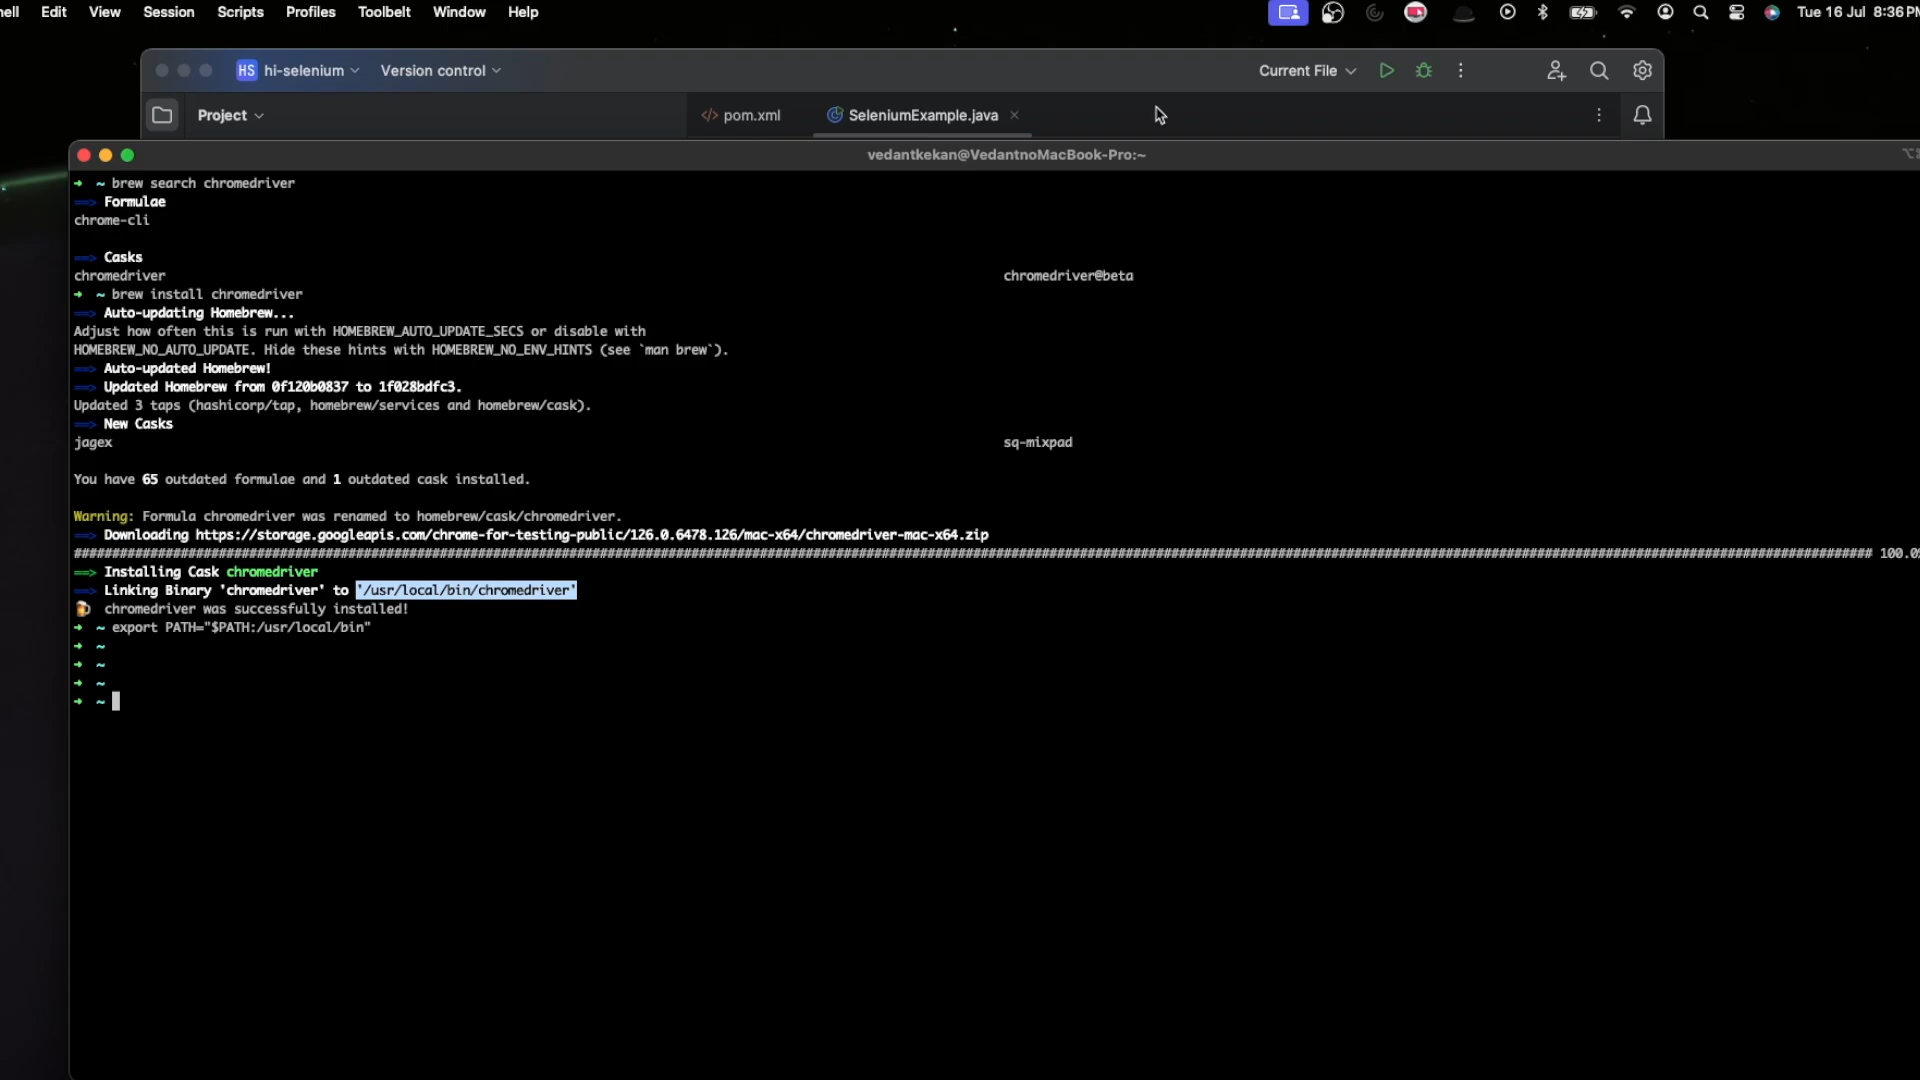 Edit View Session Scripts Profiles Toolbelt Window Help Tue 16 Jul 8:36
HS hi-selenium Version control Current File
Project pom.xml SeleniumExample.java
vedantkekan@VedantnoMacBook-Pro:~
➜ ~ brew search chromedriver
==> Formulae
chrome-cli
==> Casks
chromedriver chromedriver@beta
➜ ~ brew install chromedriver
==> Auto-updating Homebrew...
Adjust how often this is run with HOMEBREW_AUTO_UPDATE_SECS or disable with
HOMEBREW_NO_AUTO_UPDATE. Hide these hints with HOMEBREW_NO_ENV_HINTS (see `man brew`).
==> Auto-updated Homebrew!
==> Updated Homebrew from 0f120b0837 to 1f028bdfc3.
Updated 3 taps (hashicorp/tap, homebrew/services and homebrew/cask).
==> New Casks
jagex sq-mixpad
You have 65 outdated formulae and 1 outdated cask installed.
Warning: Formula chromedriver was renamed to homebrew/cask/chromedriver.
==> Downloading https://storage.googleapis.com/chrome-for-testing-public/126.0.6478.126/mac-x64/chromedriver-mac-x64.zip
100.0
==> Installing Cask chromedriver
==> Linking Binary 'chromedriver' to '/usr/local/bin/chromedriver'
🍺 chromedriver was successfully installed!
➜ ~ export PATH="$PATH:/usr/local/bin"
➜ ~
➜ ~
➜ ~
➜ ~